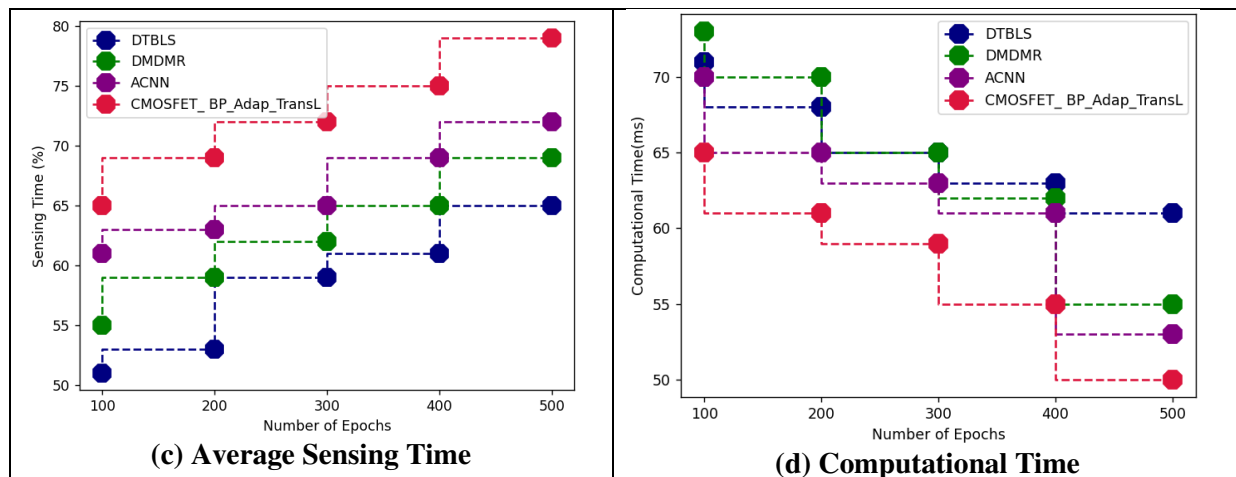 80
75
70
65
60
55
50
Sensing Time (%)
DTBLS
DMDMR
ACNN
CMOSFET_ BP_Adap_TransL
100 200 300 400 500
Number of Epochs
(c) Average Sensing Time
70
65
60
55
50
Computational Time(ms)
DTBLS
DMDMR
ACNN
CMOSFET_ BP_Adap_TransL
100 200 300 400 500
Number of Epochs
(d) Computational Time